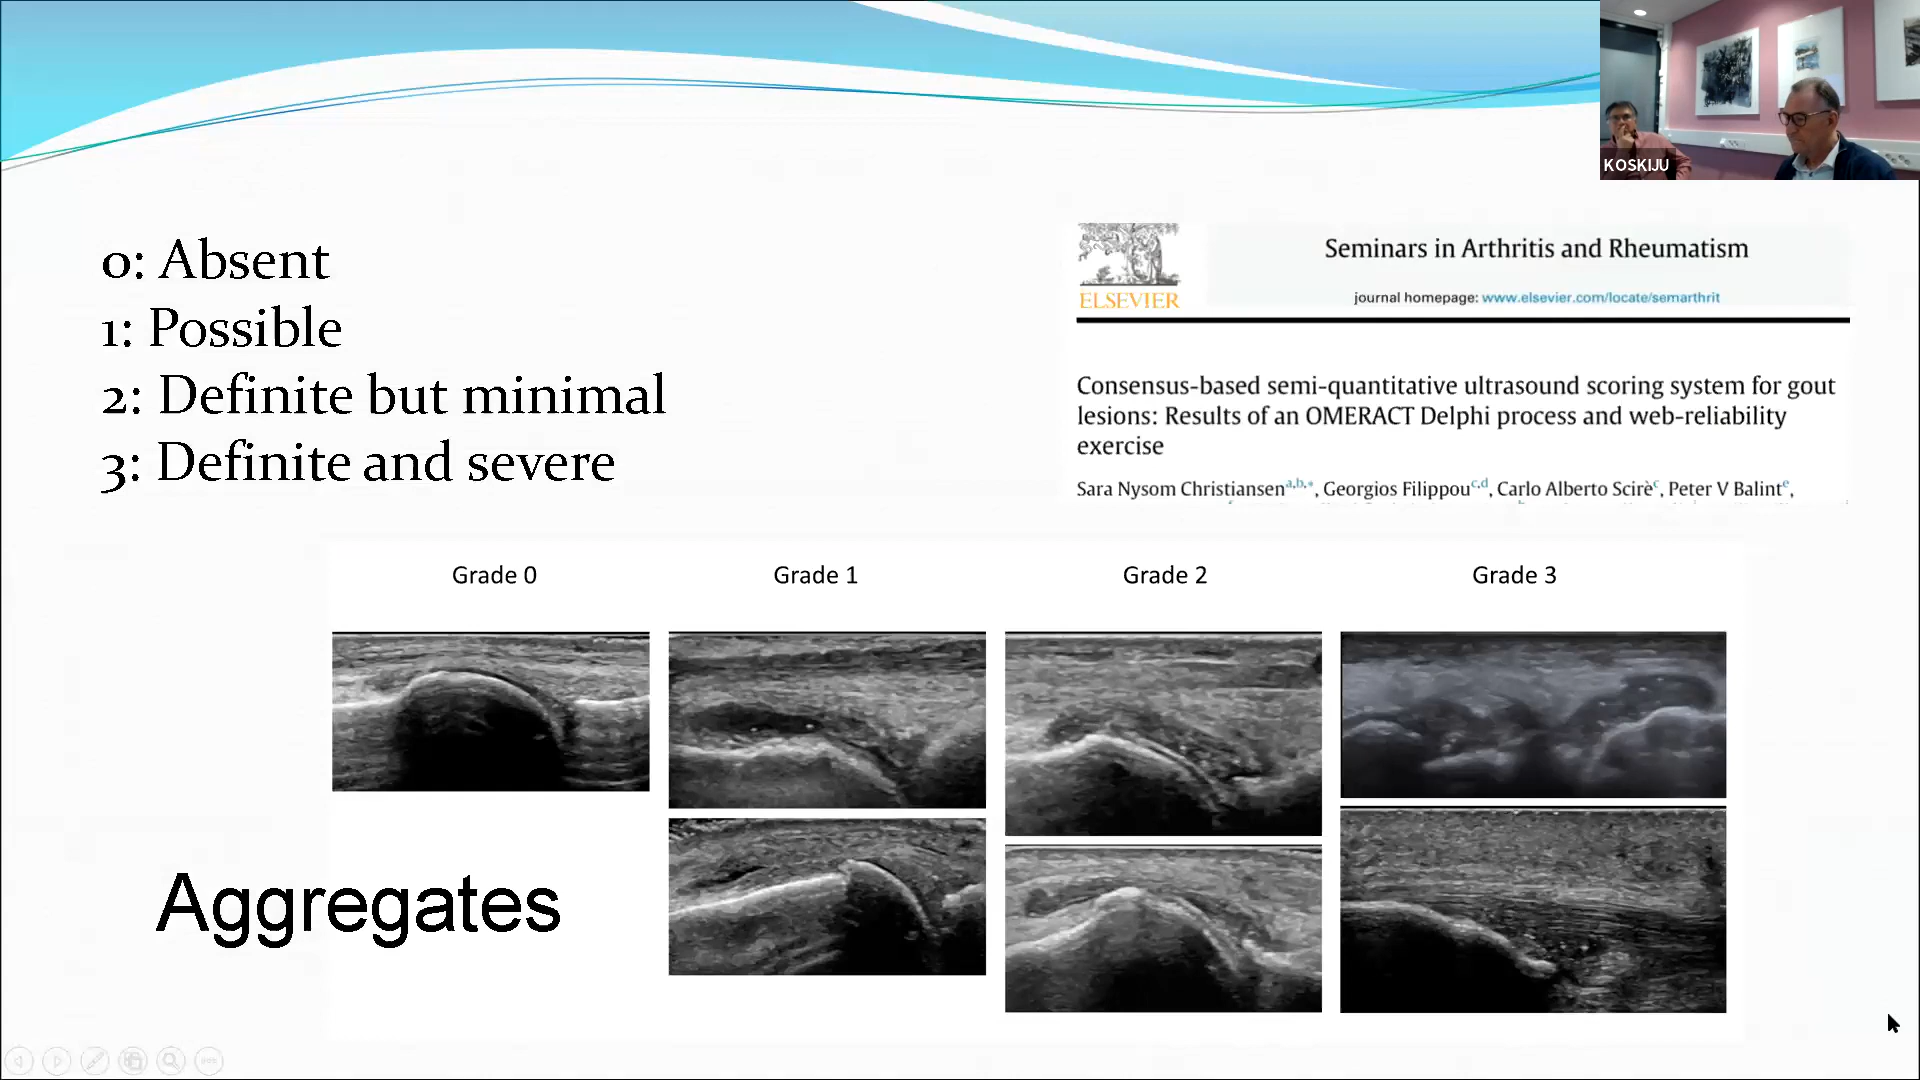 KOSKIJU
0: Absent
1: Possible
2: Definite but minimal
3: Definite and severe
ELSEVIER
Seminars in Arthritis and Rheumatism
journal homepage: www.elsevier.com/locate/semarthrit
Consensus-based semi-quantitative ultrasound scoring system for gout
lesions: Results of an OMERACT Delphi process and web-reliability
exercise
Sara Nysom Christiansen a,b,*, Georgios Filippou c,d, Carlo Alberto Scirè c, Peter V Balint e,
Grade 0
Grade 1
Grade 2
Grade 3
Aggregates